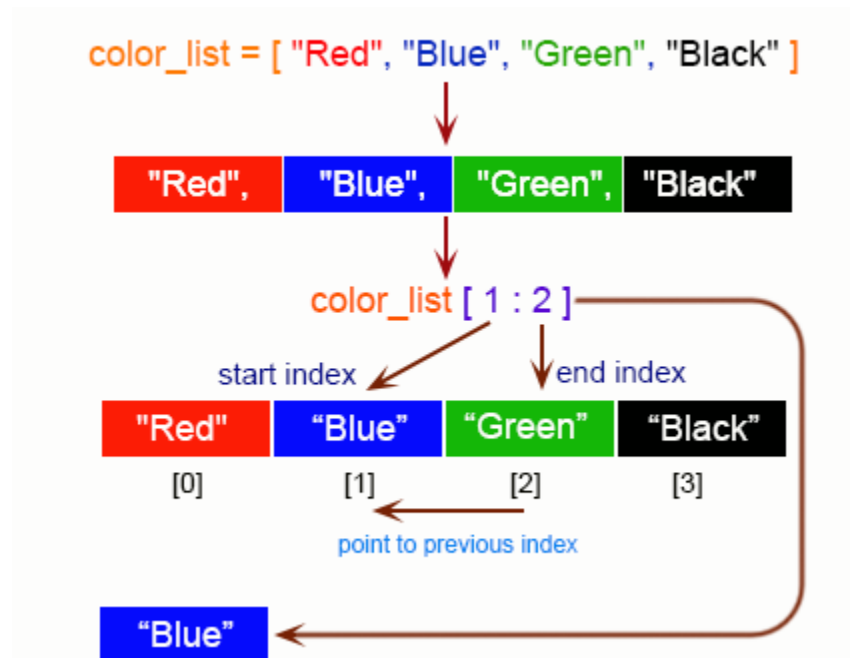 color_list = [ "Red", "Blue", "Green", "Black" ]
"Red", "Blue", "Green", "Black"
color_list [ 1 : 2 ]
start index end index
"Red" “Blue” “Green” “Black”
[0] [1] [2] [3]
point to previous index
“Blue”